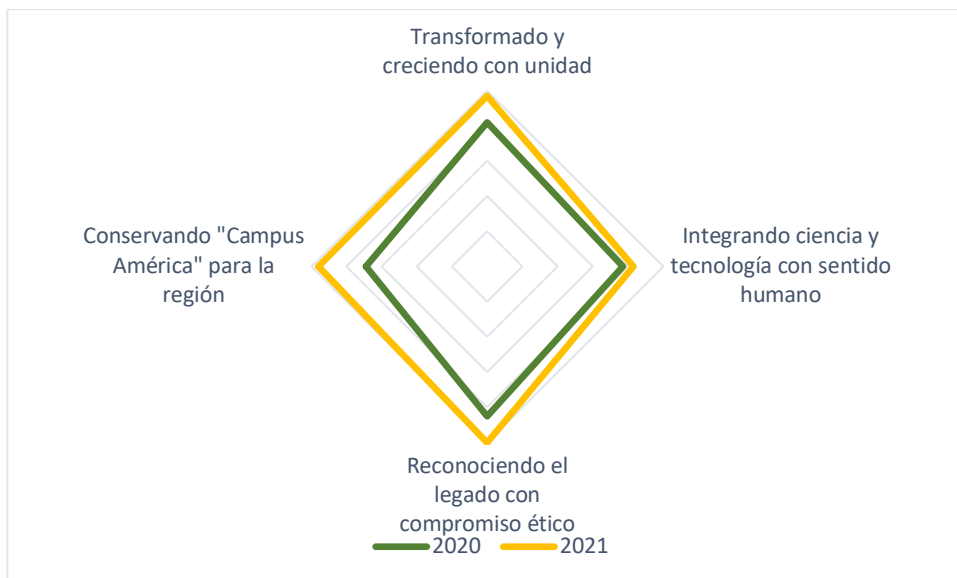 Transformado y
creciendo con unidad
Conservando "Campus
América" para la
región
Integrando ciencia y
tecnología con sentido
humano
Reconociendo el
legado con
compromiso ético
2020
2021